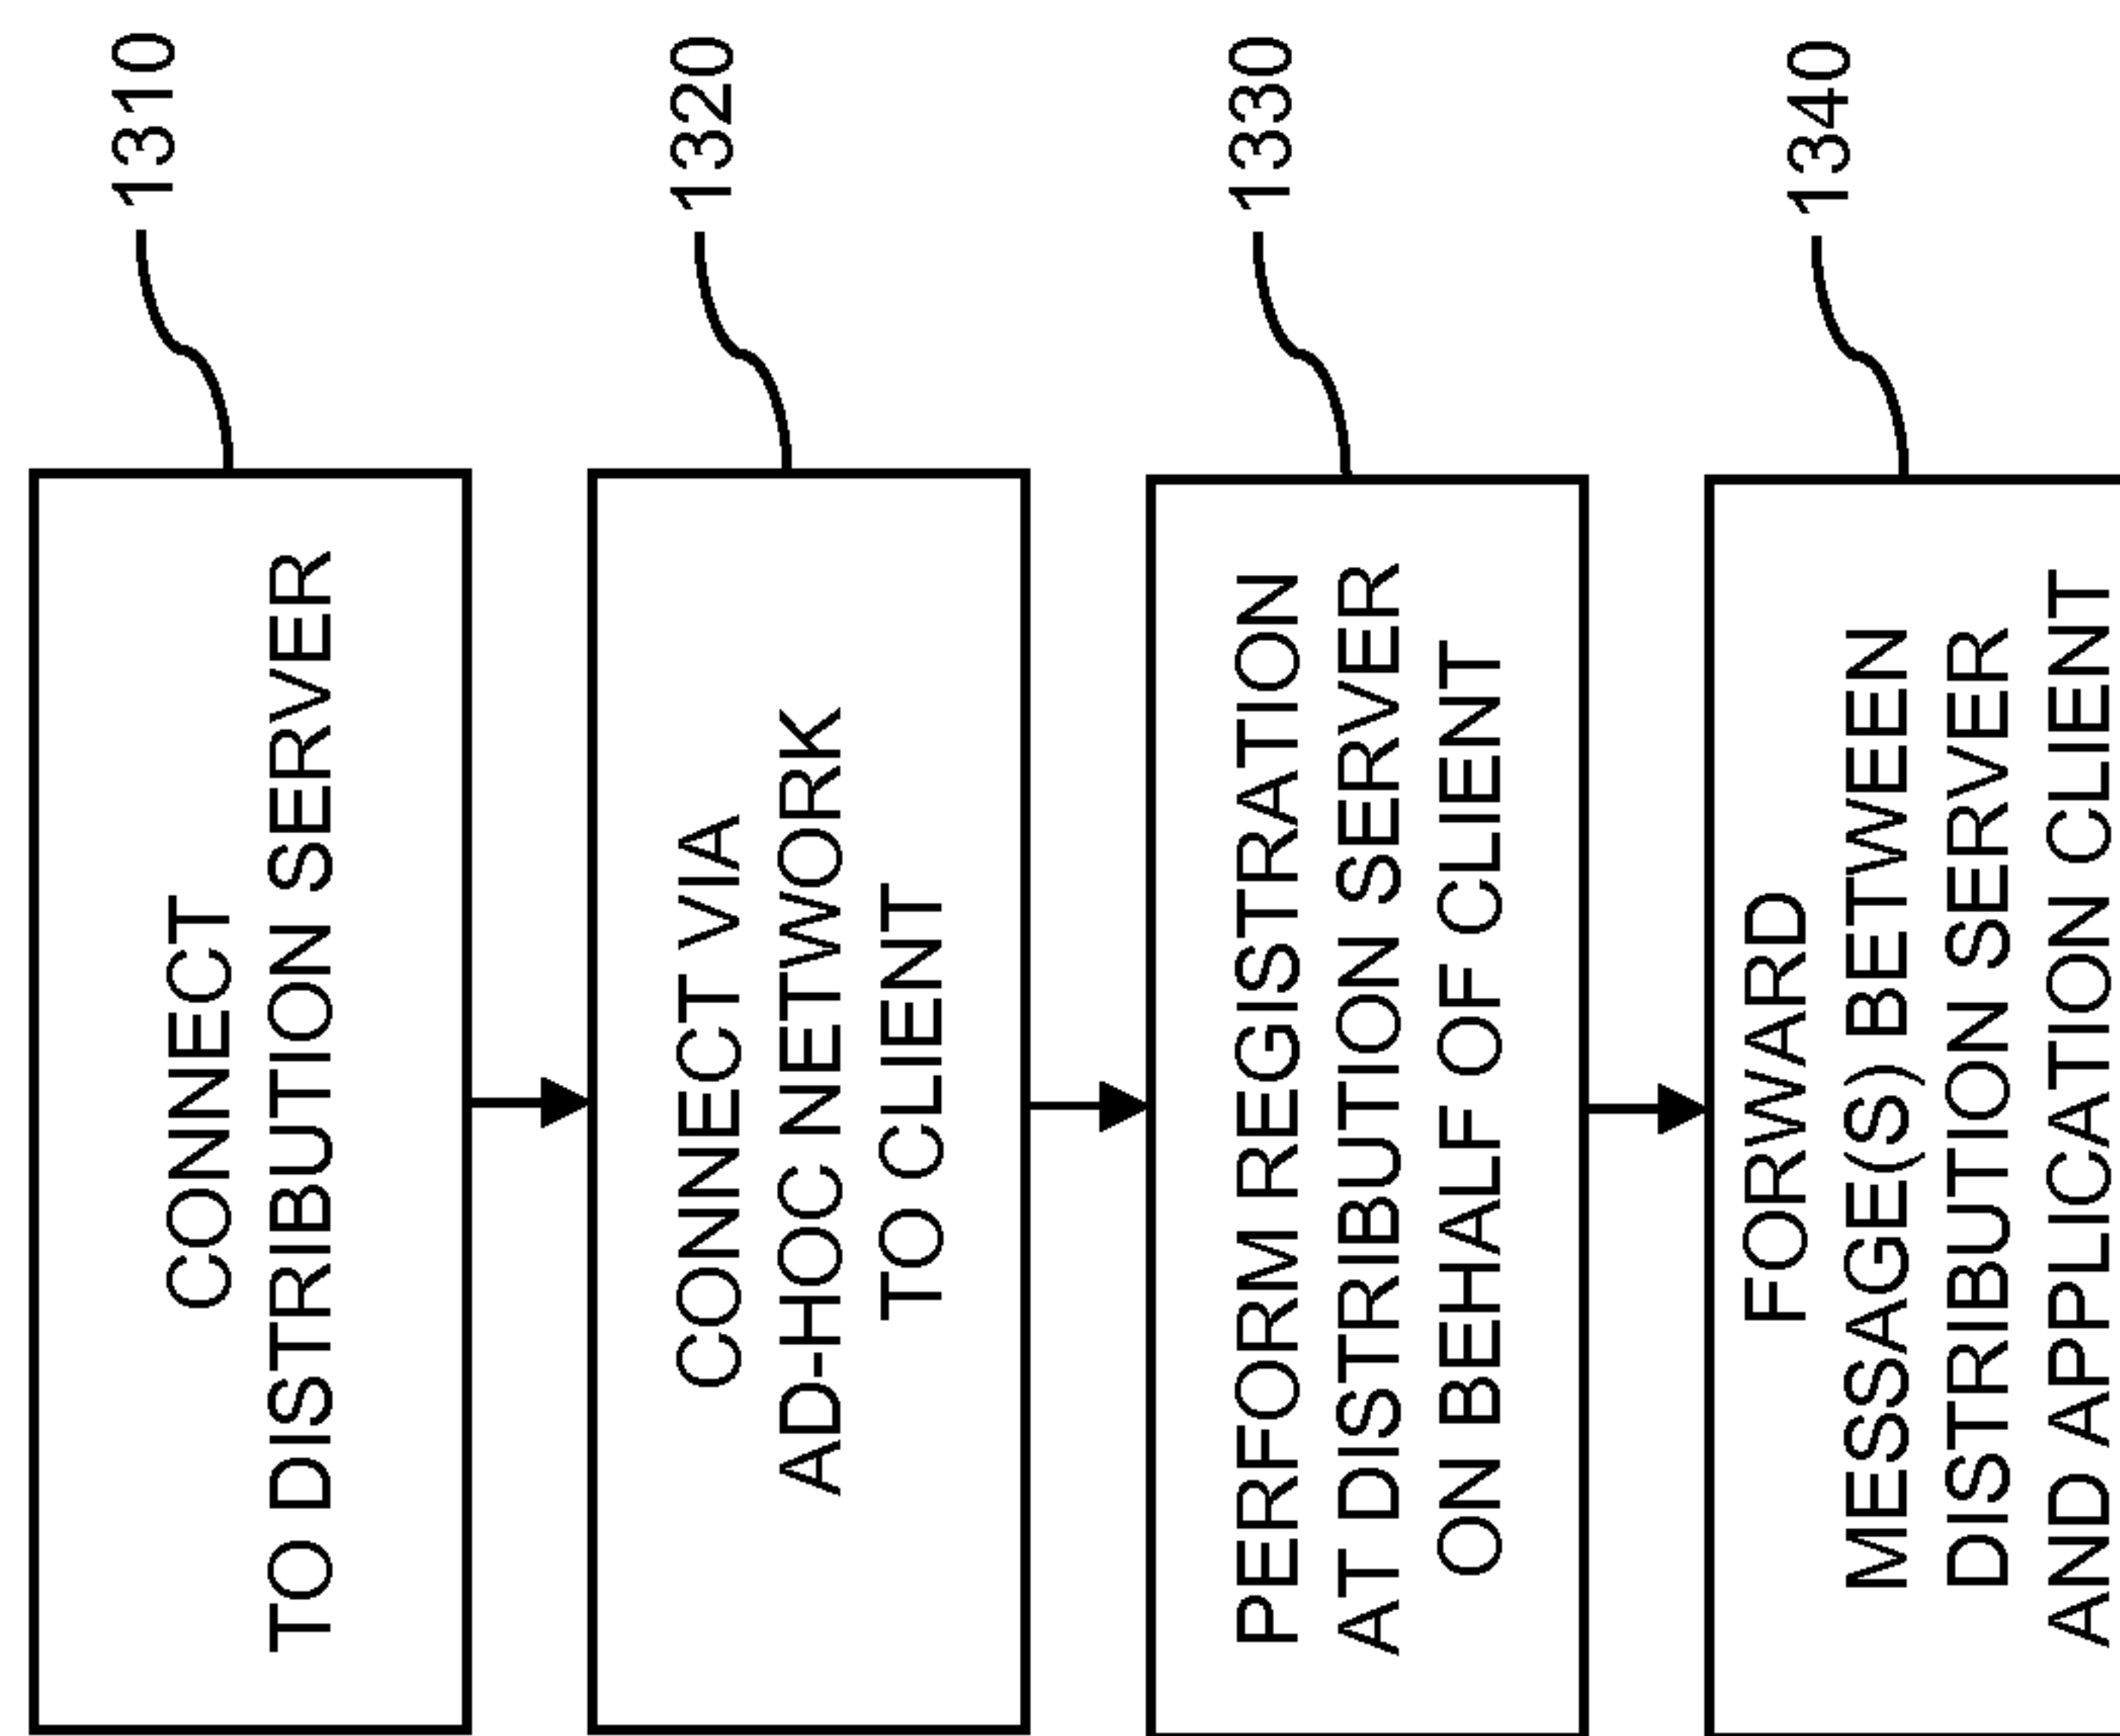 1310
CONNECT
TO DISTRIBUTION SERVER
1320
CONNECT VIA
AD-HOC NETWORK
TO CLIENT
1330
PERFORM REGISTRATION
AT DISTRIBUTION SERVER
ON BEHALF OF CLIENT
1340
FORWARD
MESSAGE(S) BETWEEN
DISTRIBUTION SERVER
AND APPLICATION CLIENT